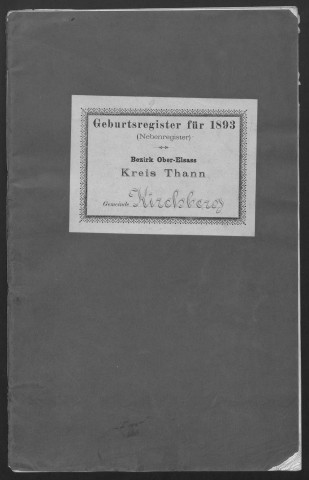 Geburtsregister für 1893
(Nebenregister)
Bezirk Ober-Elsass
Kreis Thann
Gemeinde Kirchberg